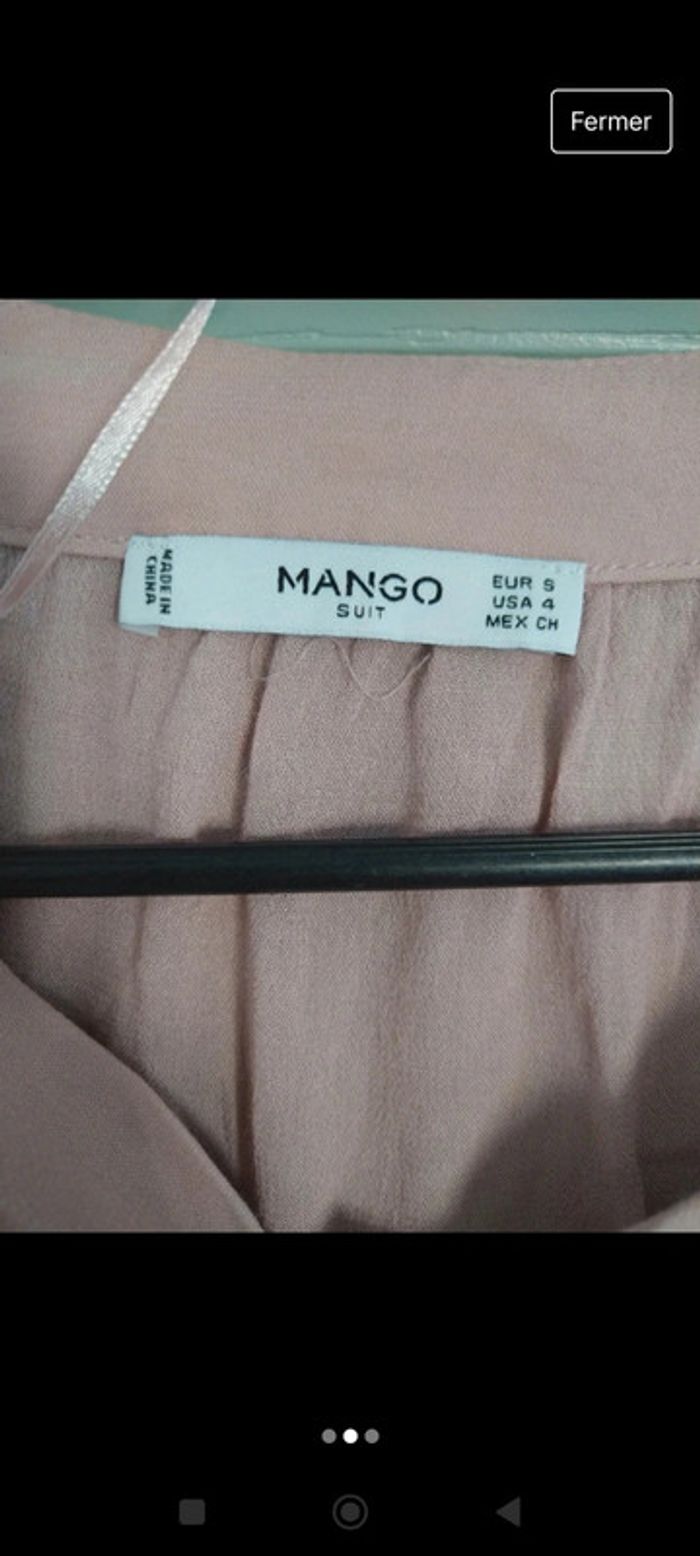 Fermer
MADE IN
CHINA
MANGO
SUIT
EUR S
USA 4
MEX CH